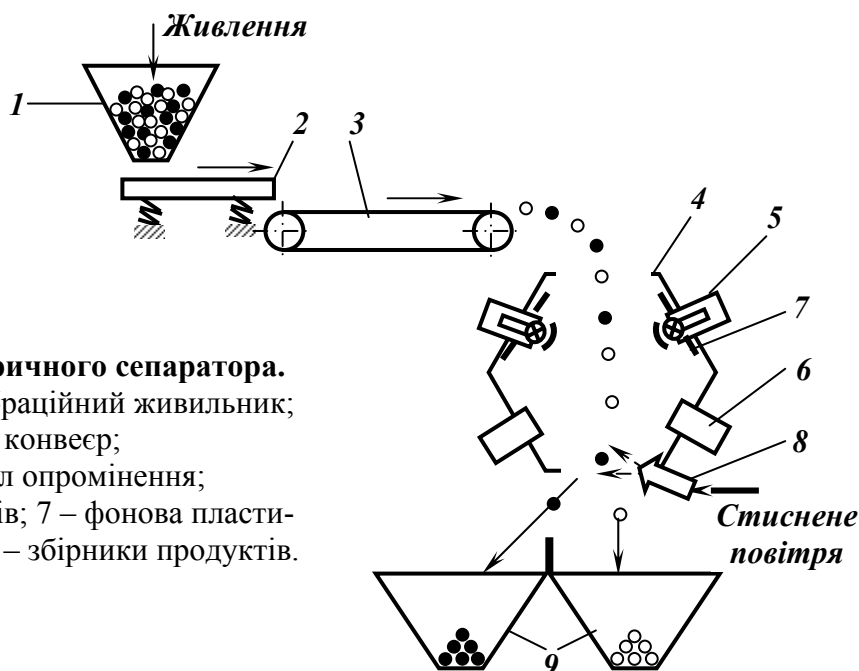 Живлення
1
2
3
4
5
7
6
8
Стиснене
повітря
9
ричного сепаратора.
раційний живильник;
конвеєр;
л опромінення;
ів; 7 – фонова пласти-
– збірники продуктів.